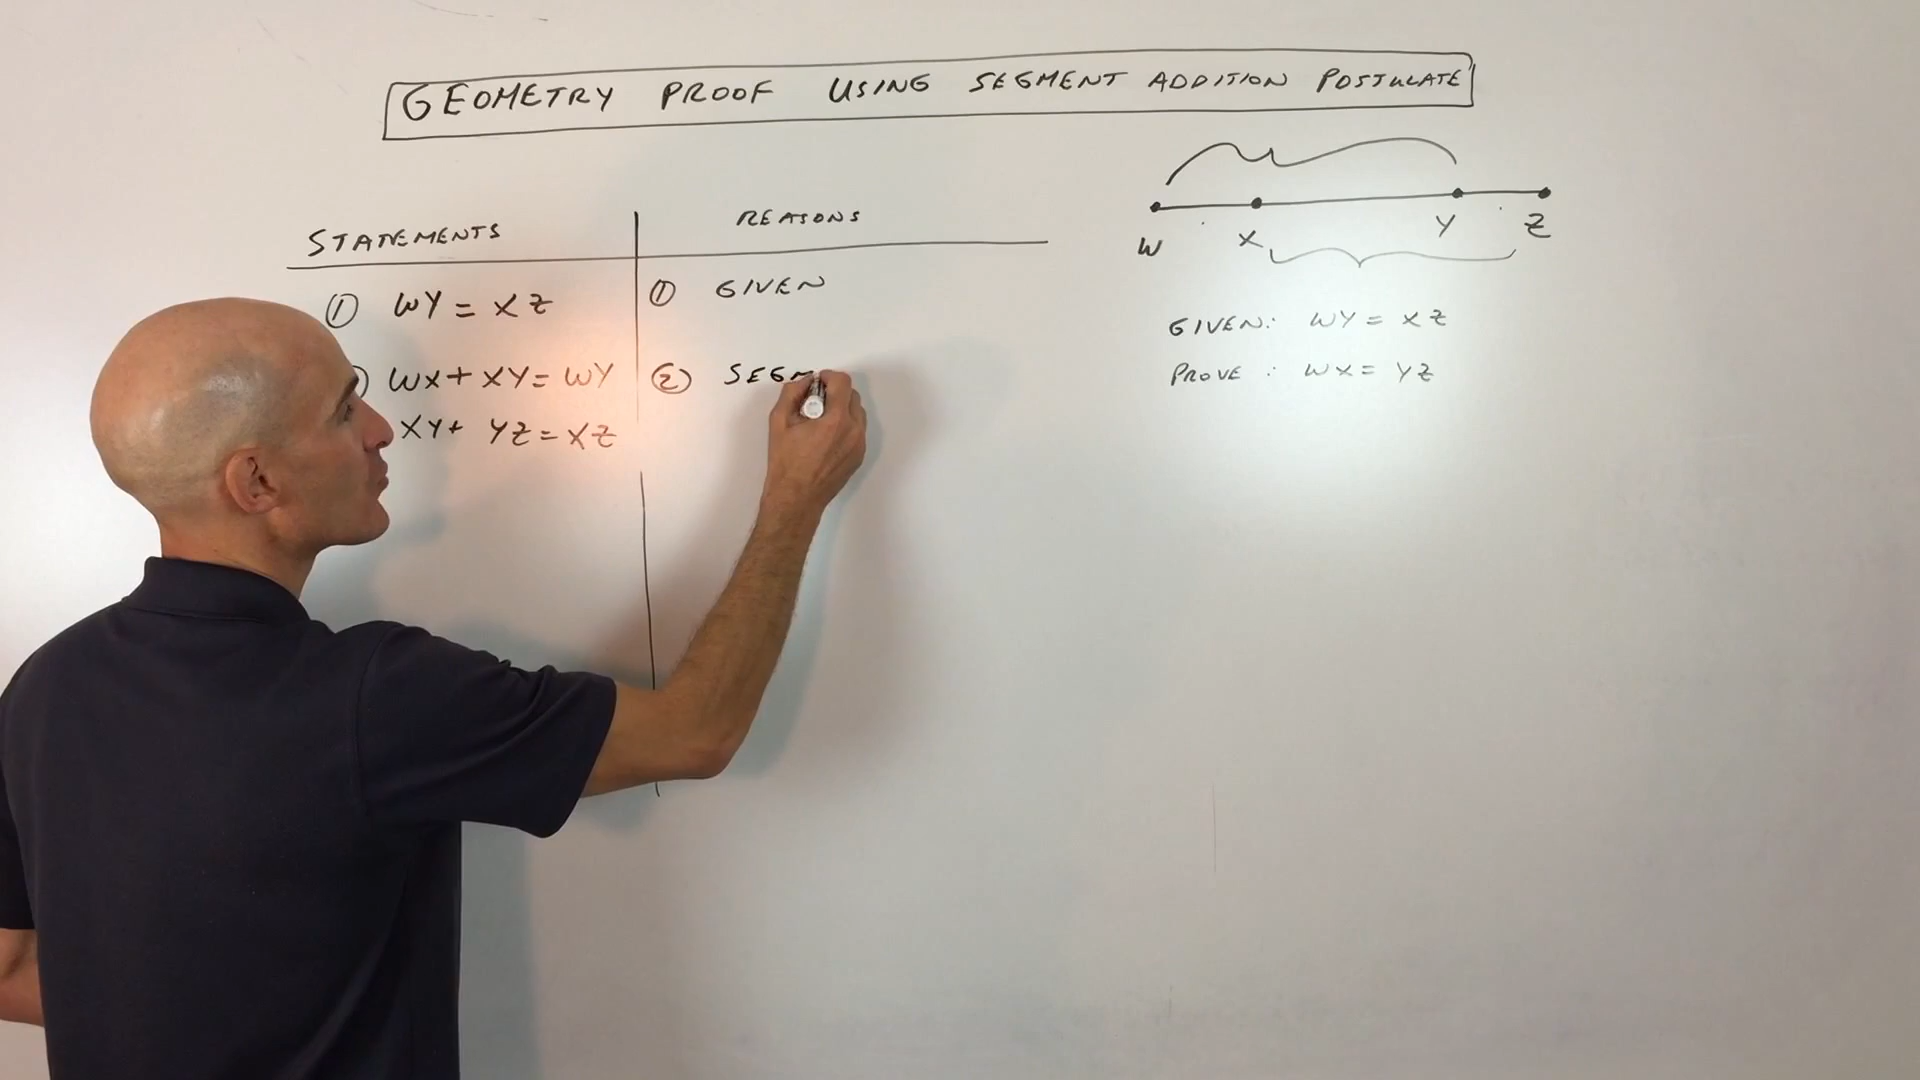 GEOMETRY PROOF USING SEGMENT ADDITION POSTULATE
STATEMENTS
REASONS
① WY = XZ
① GIVEN
WX + XY = WY
② SEGM
XY + YZ = XZ
W X Y Z
GIVEN: WY = XZ
PROVE : WX = YZ